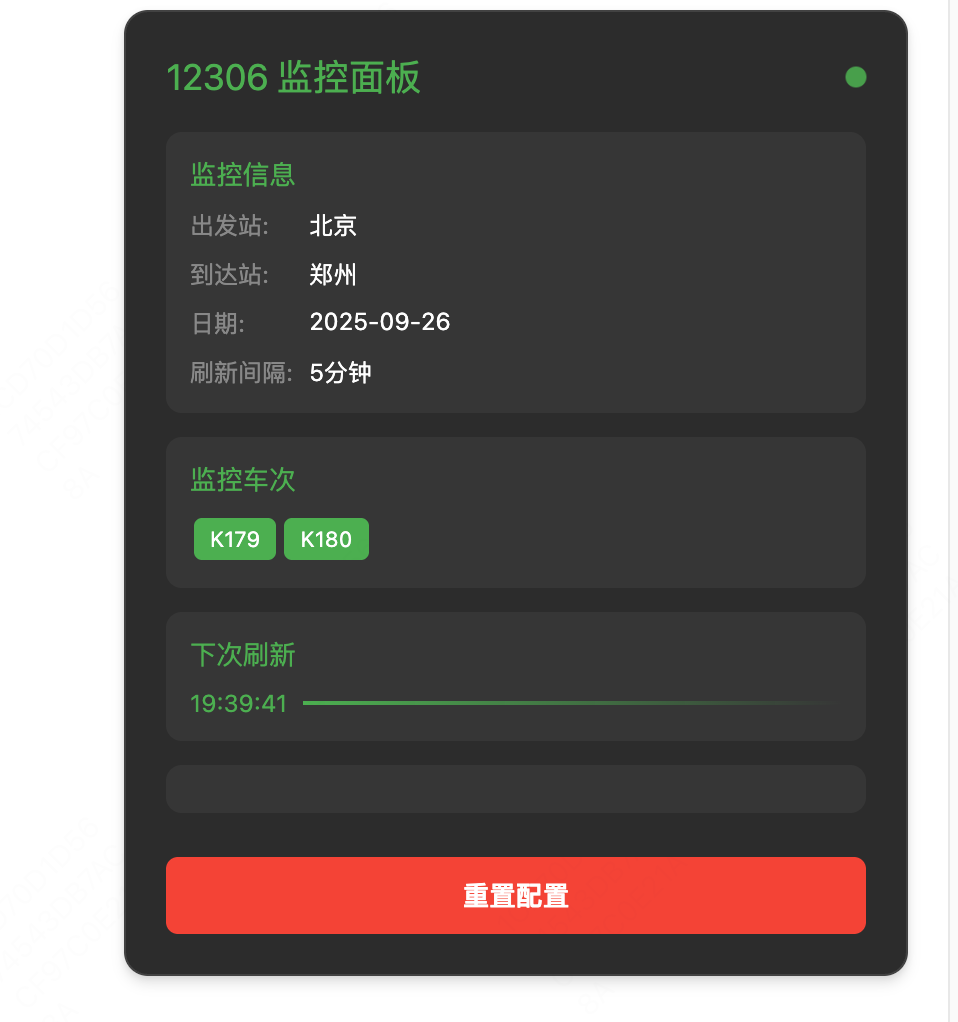 12306 监控面板
监控信息
出发站: 北京
到达站: 郑州
日期: 2025-09-26
刷新间隔: 5分钟
监控车次
K179 K180
下次刷新
19:39:41
重置配置